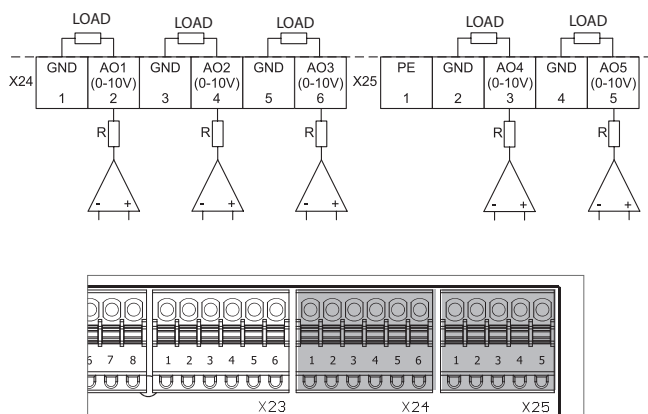 LOAD LOAD LOAD LOAD LOAD
X24 GND AO1 GND AO2 GND AO3 X25 PE GND AO4 GND AO5
(0-10V) (0-10V) (0-10V) (0-10V) (0-10V)
1 2 3 4 5 6 1 2 3 4 5
R R R R R
- + - + - + - + - +
6 7 8 1 2 3 4 5 6 1 2 3 4 5 6 1 2 3 4 5
X23 X24 X25